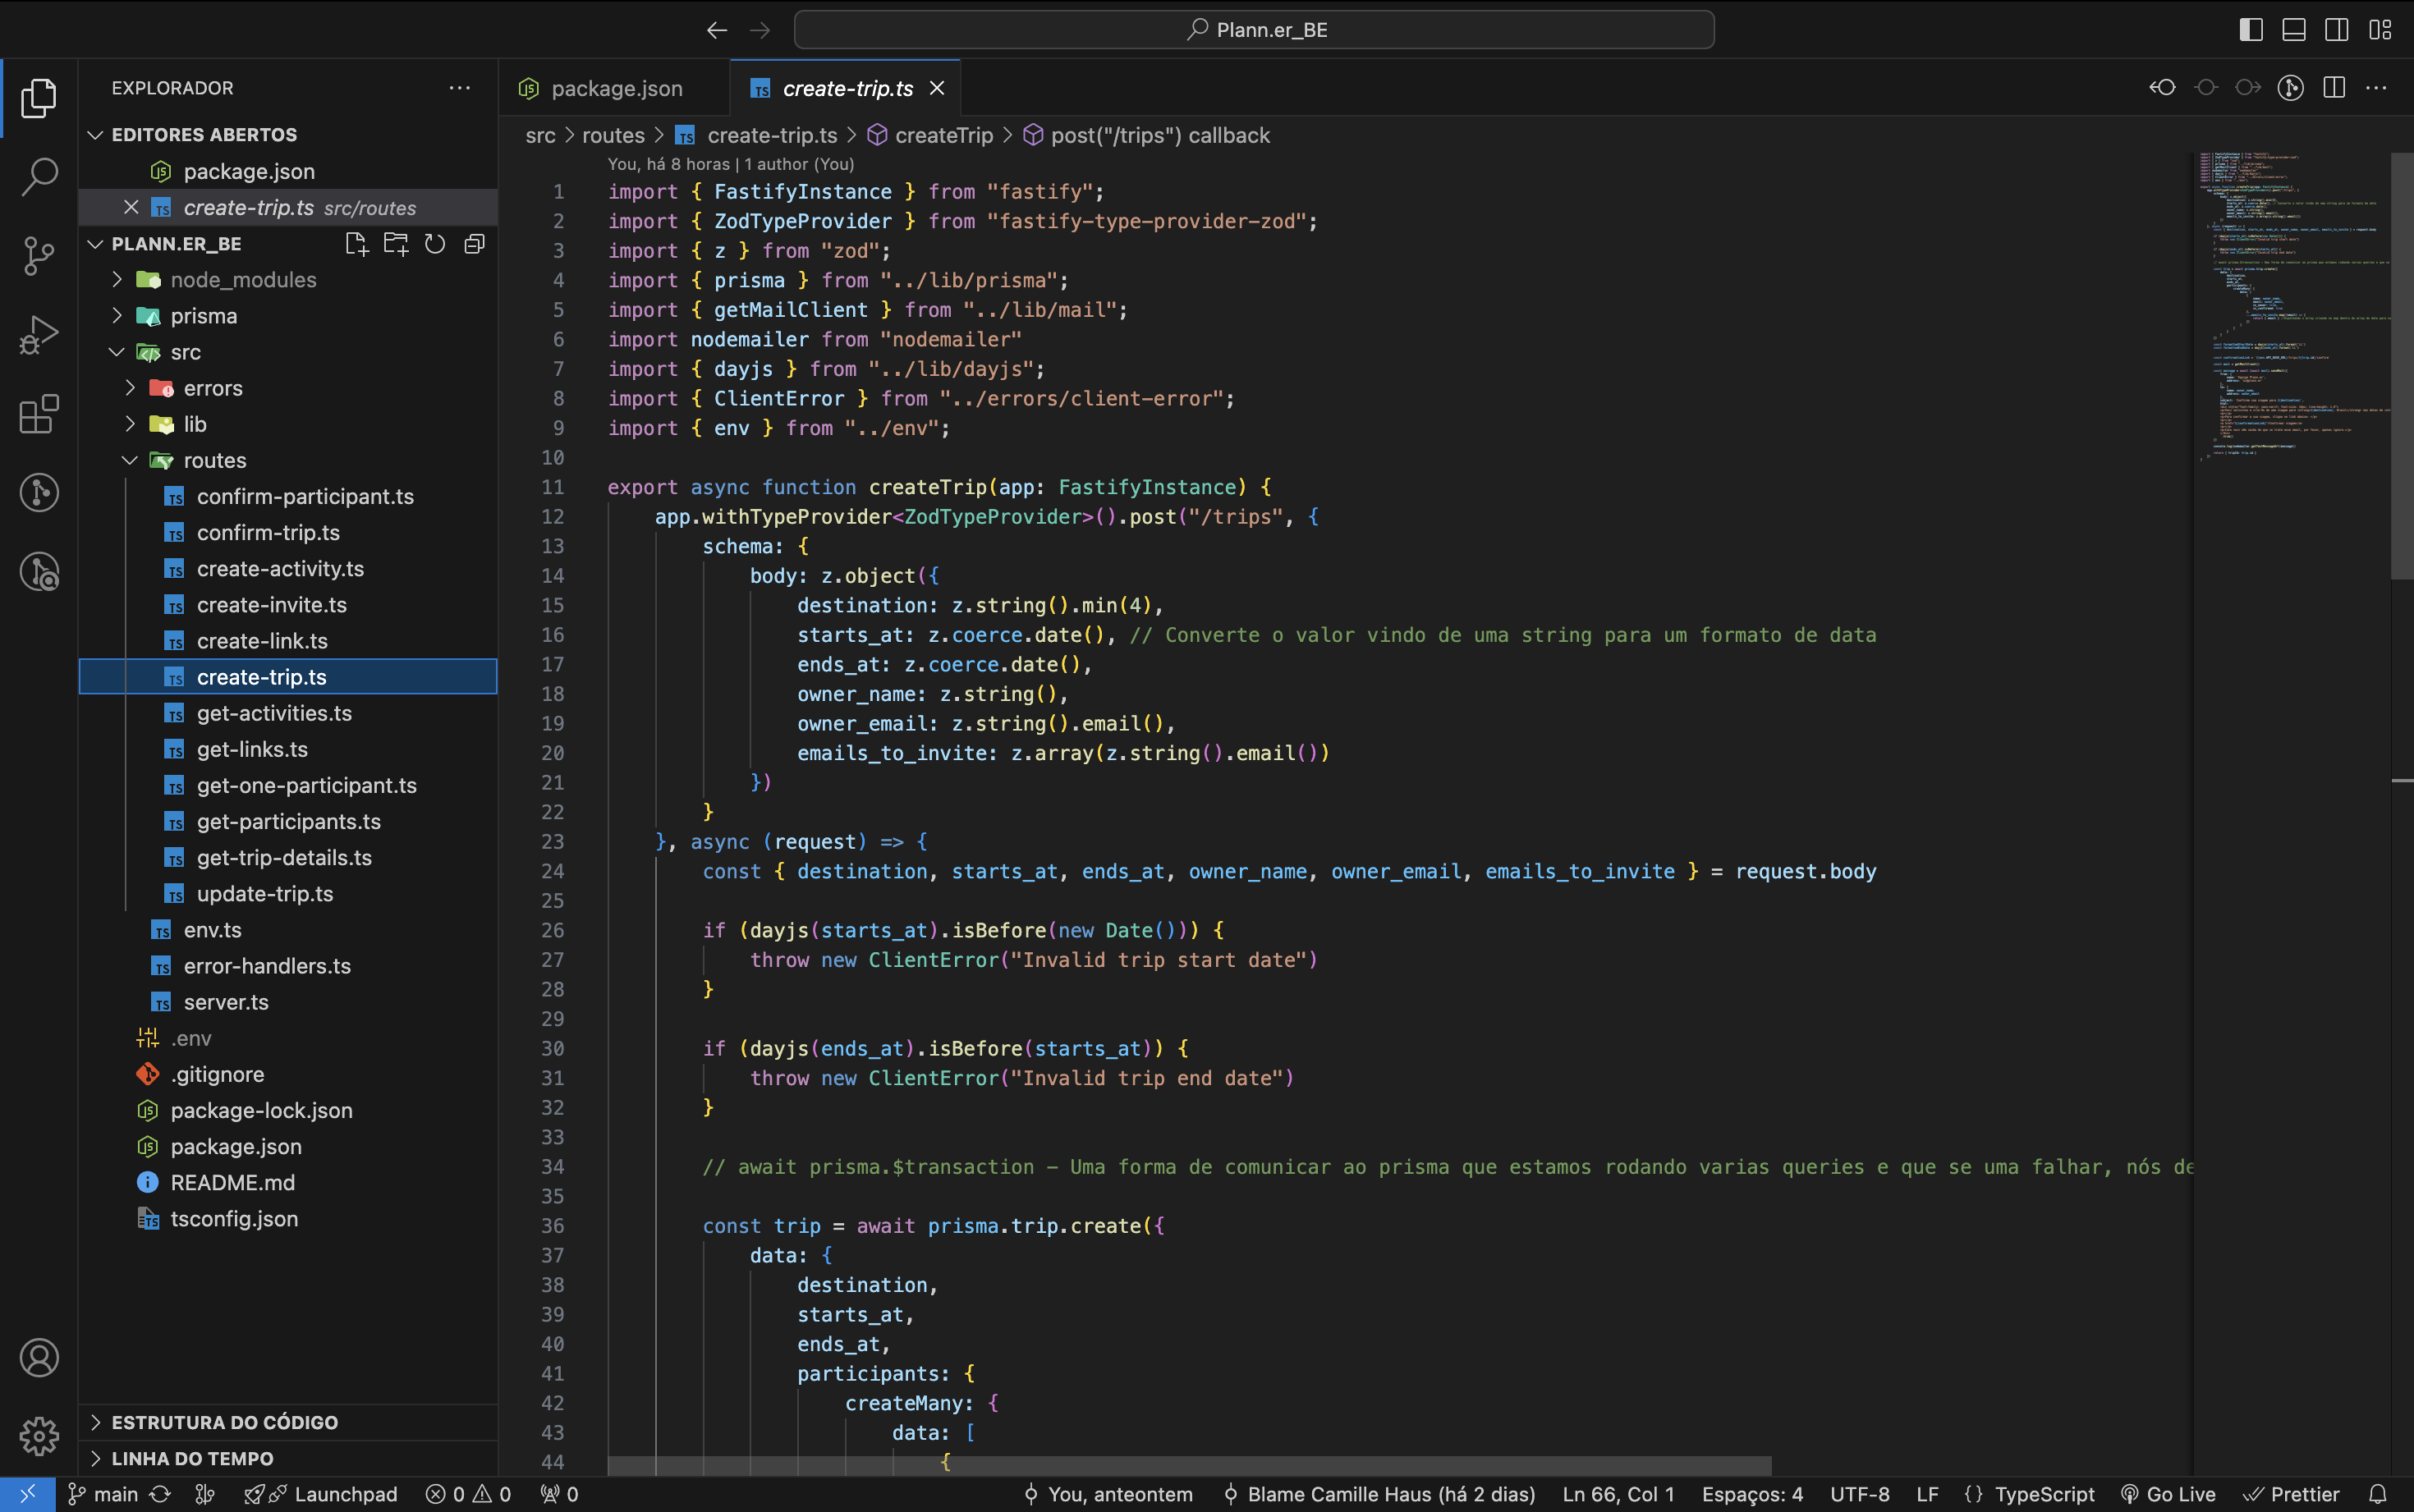 Plann.er_BE
EXPLORADOR
EDITORES ABERTOS
package.json
create-trip.ts src/routes
PLANN.ER_BE
node_modules
prisma
src
errors
lib
routes
confirm-participant.ts
confirm-trip.ts
create-activity.ts
create-invite.ts
create-link.ts
create-trip.ts
get-activities.ts
get-links.ts
get-one-participant.ts
get-participants.ts
get-trip-details.ts
update-trip.ts
env.ts
error-handlers.ts
server.ts
.env
.gitignore
package-lock.json
package.json
README.md
tsconfig.json
ESTRUTURA DO CÓDIGO
LINHA DO TEMPO
package.json
create-trip.ts
src > routes > create-trip.ts > createTrip > post("/trips") callback
You, há 8 horas | 1 author (You)
1 import { FastifyInstance } from "fastify";
2 import { ZodTypeProvider } from "fastify-type-provider-zod";
3 import { z } from "zod";
4 import { prisma } from "../lib/prisma";
5 import { getMailClient } from "../lib/mail";
6 import nodemailer from "nodemailer"
7 import { dayjs } from "../lib/dayjs";
8 import { ClientError } from "../errors/client-error";
9 import { env } from "../env";
10
11 export async function createTrip(app: FastifyInstance) {
12 app.withTypeProvider<ZodTypeProvider>().post("/trips", {
13 schema: {
14 body: z.object({
15 destination: z.string().min(4),
16 starts_at: z.coerce.date(), // Converte o valor vindo de uma string para um formato de data
17 ends_at: z.coerce.date(),
18 owner_name: z.string(),
19 owner_email: z.string().email(),
20 emails_to_invite: z.array(z.string().email())
21 })
22 }
23 }, async (request) => {
24 const { destination, starts_at, ends_at, owner_name, owner_email, emails_to_invite } = request.body
25
26 if (dayjs(starts_at).isBefore(new Date())) {
27 throw new ClientError("Invalid trip start date")
28 }
29
30 if (dayjs(ends_at).isBefore(starts_at)) {
31 throw new ClientError("Invalid trip end date")
32 }
33
34 // await prisma.$transaction – Uma forma de comunicar ao prisma que estamos rodando varias queries e que se uma falhar, nós de
35
36 const trip = await prisma.trip.create({
37 data: {
38 destination,
39 starts_at,
40 ends_at,
41 participants: {
42 createMany: {
43 data: [
44 {
main Launchpad 0 0 0 You, anteontem Blame Camille Haus (há 2 dias) Ln 66, Col 1 Espaços: 4 UTF-8 LF {} TypeScript Go Live Prettier